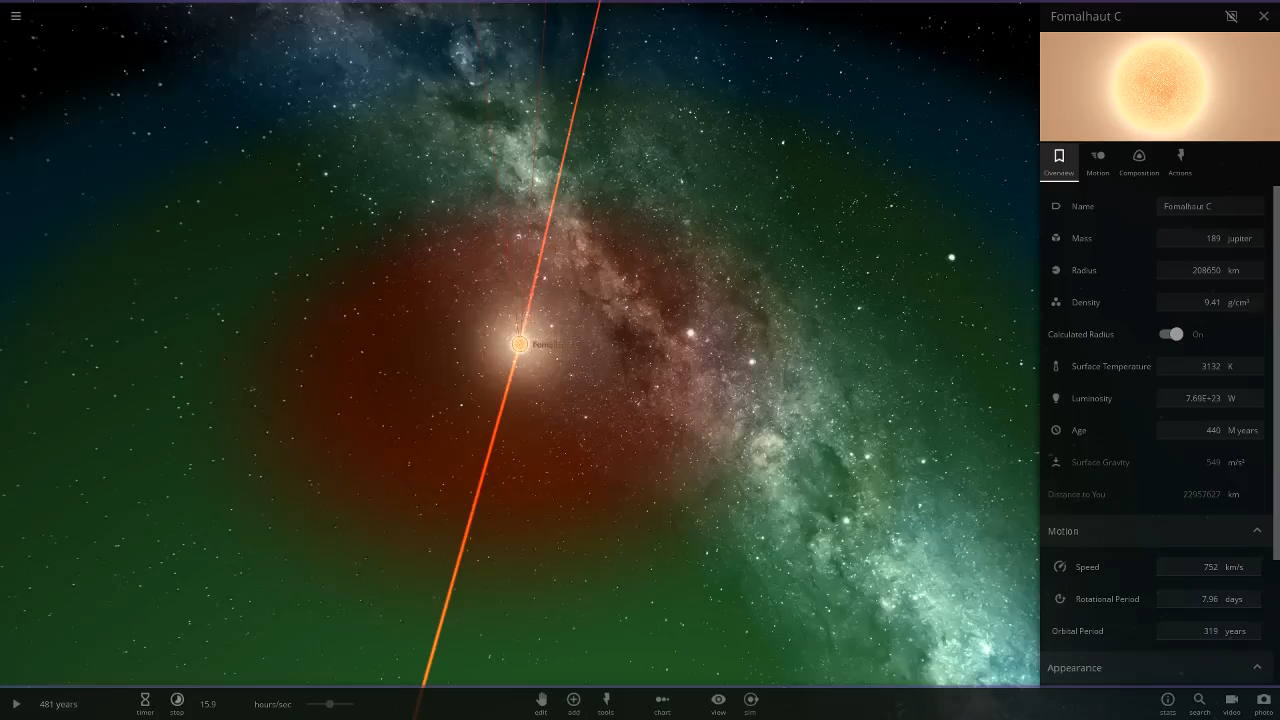 Fomalhaut C
Overview
Motion
Composition
Actions
Name Fomalhaut C
Mass 189 jupiter
Radius 208650 km
Density 9.41 g/cm³
Calculated Radius On
Surface Temperature 3132 K
Luminosity 7.69E+23 W
Age 440 M years
Surface Gravity 549 m/s²
Distance to You 22957627 km
Motion
Speed 752 km/s
Rotational Period 7.96 days
Orbital Period 319 years
Appearance
481 years
timer
step
15.9 hours/sec
edit
add
tools
chart
view
sim
stats
search
video
photo